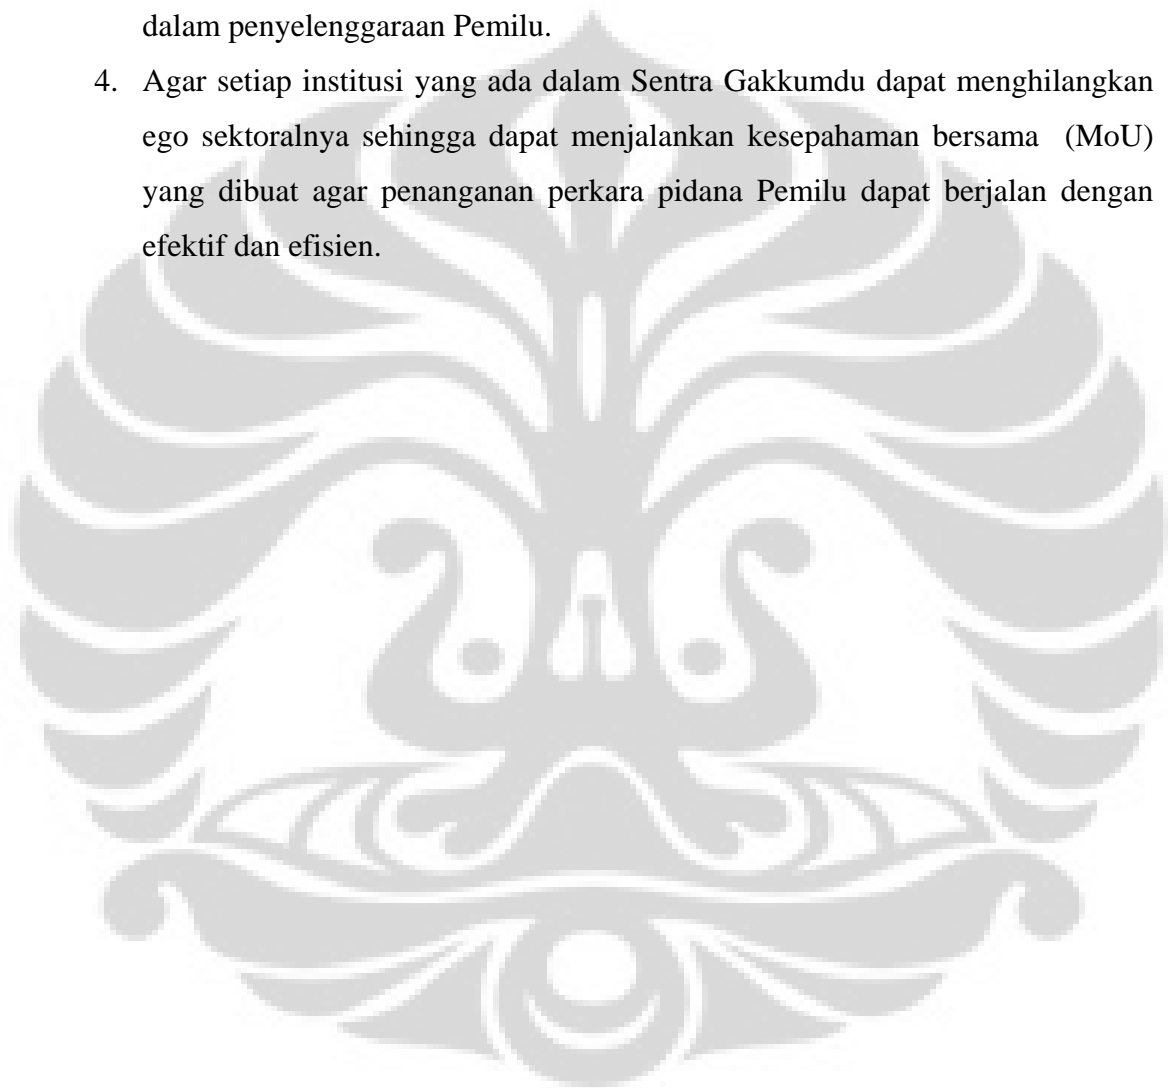 dalam penyelenggaraan Pemilu.
4. Agar setiap institusi yang ada dalam Sentra Gakkumdu dapat menghilangkan
ego sektoralnya sehingga dapat menjalankan kesepahaman bersama (MoU)
yang dibuat agar penanganan perkara pidana Pemilu dapat berjalan dengan
efektif dan efisien.